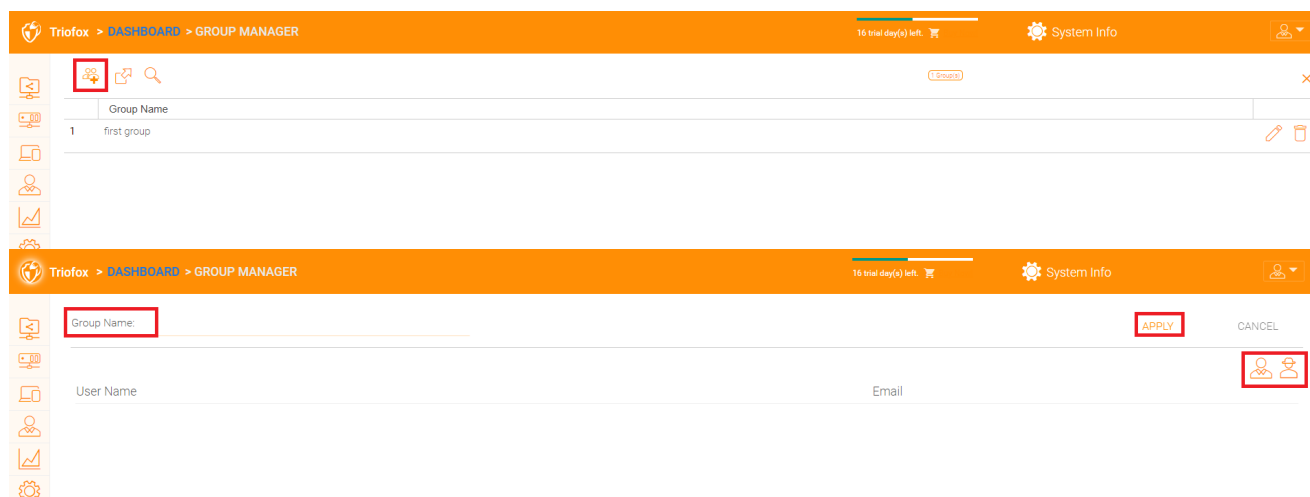 Triofox > DASHBOARD > GROUP MANAGER
16 trial day(s) left.
System Info
1 Group(s)
Group Name
1 first group
Triofox > DASHBOARD > GROUP MANAGER
16 trial day(s) left.
System Info
Group Name:
APPLY
CANCEL
User Name
Email